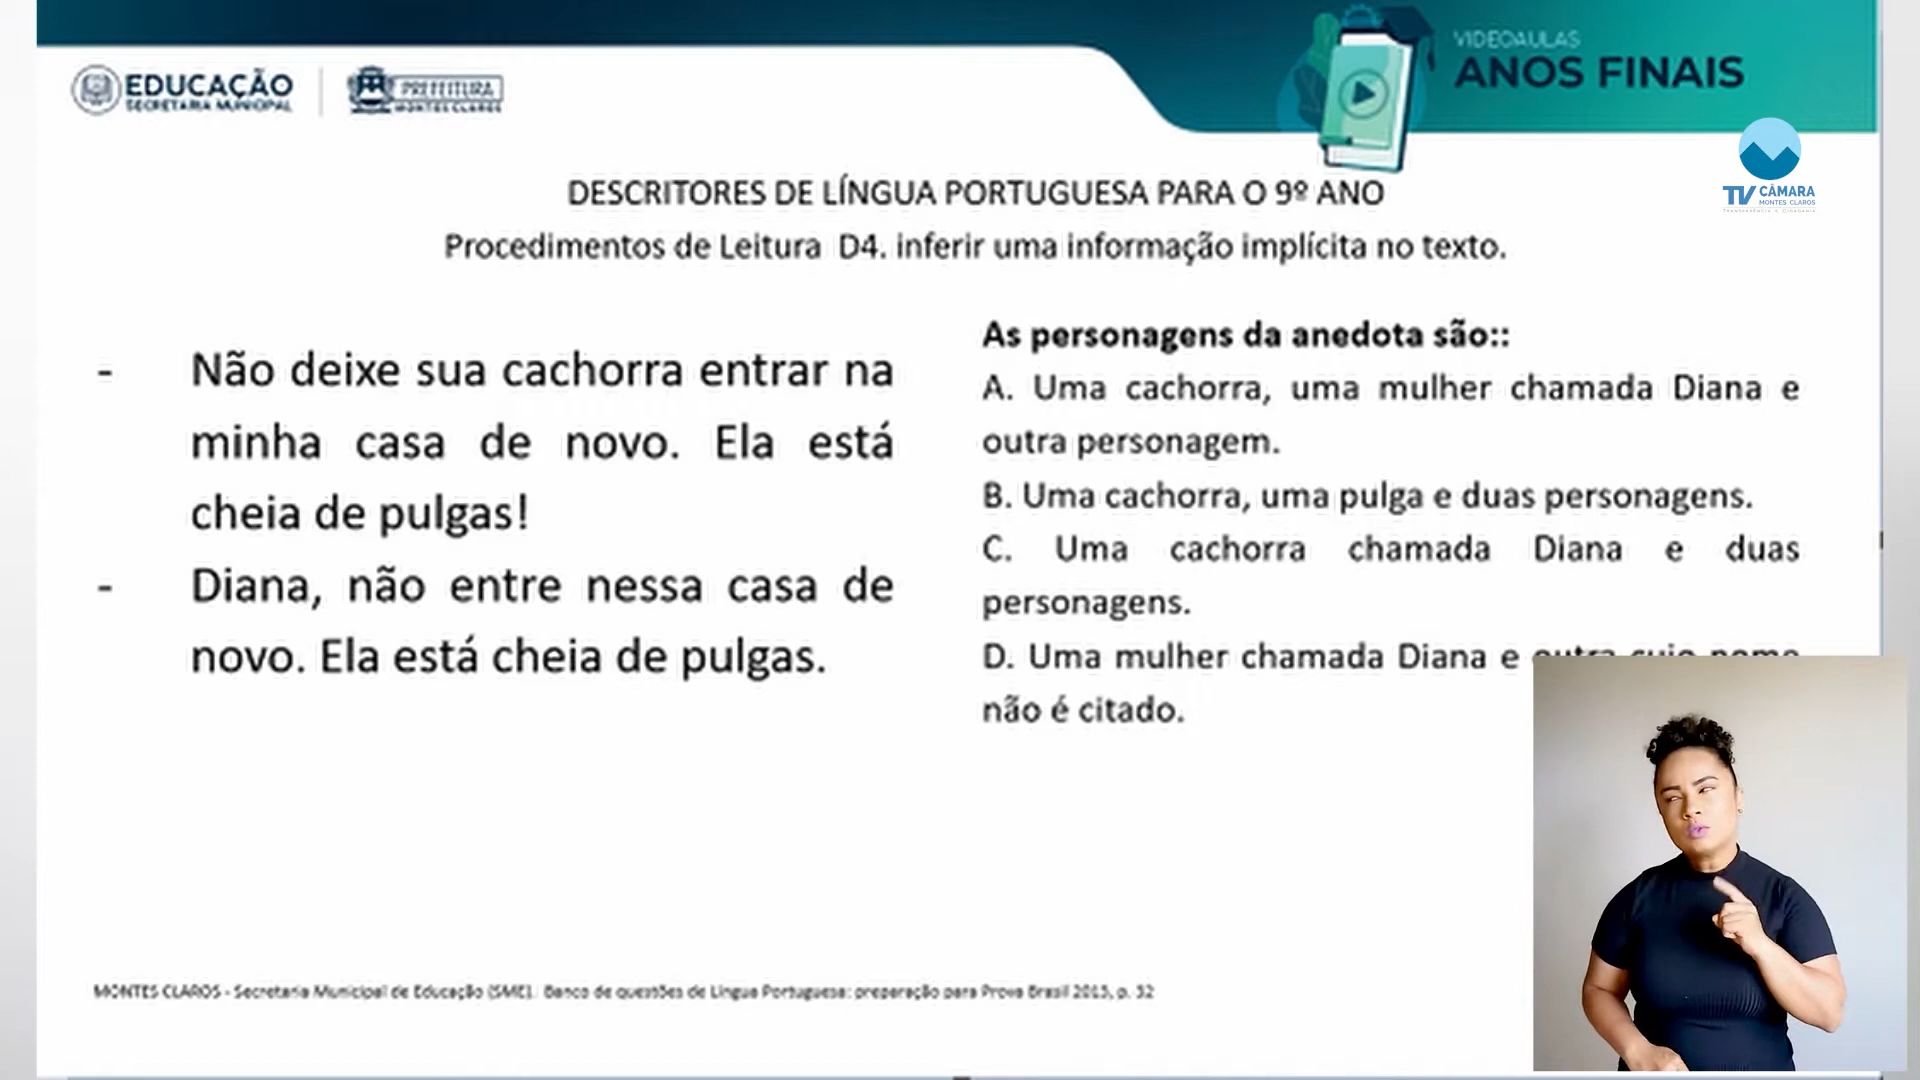 VIDEOAULAS
ANOS FINAIS
EDUCAÇÃO
SECRETARIA MUNICIPAL
PREFEITURA
MONTES CLAROS
TV CÂMARA
MONTES CLAROS
DESCRITORES DE LÍNGUA PORTUGUESA PARA O 9º ANO
Procedimentos de Leitura D4. inferir uma informação implícita no texto.
- Não deixe sua cachorra entrar na
minha casa de novo. Ela está
cheia de pulgas!
- Diana, não entre nessa casa de
novo. Ela está cheia de pulgas.
As personagens da anedota são::
A. Uma cachorra, uma mulher chamada Diana e
outra personagem.
B. Uma cachorra, uma pulga e duas personagens.
C. Uma cachorra chamada Diana e duas
personagens.
D. Uma mulher chamada Diana e outra cujo nome
não é citado.
MONTES CLAROS - Secretaria Municipal de Educação (SME). Banco de questões de Língua Portuguesa: preparação para Prova Brasil 2015, p. 32